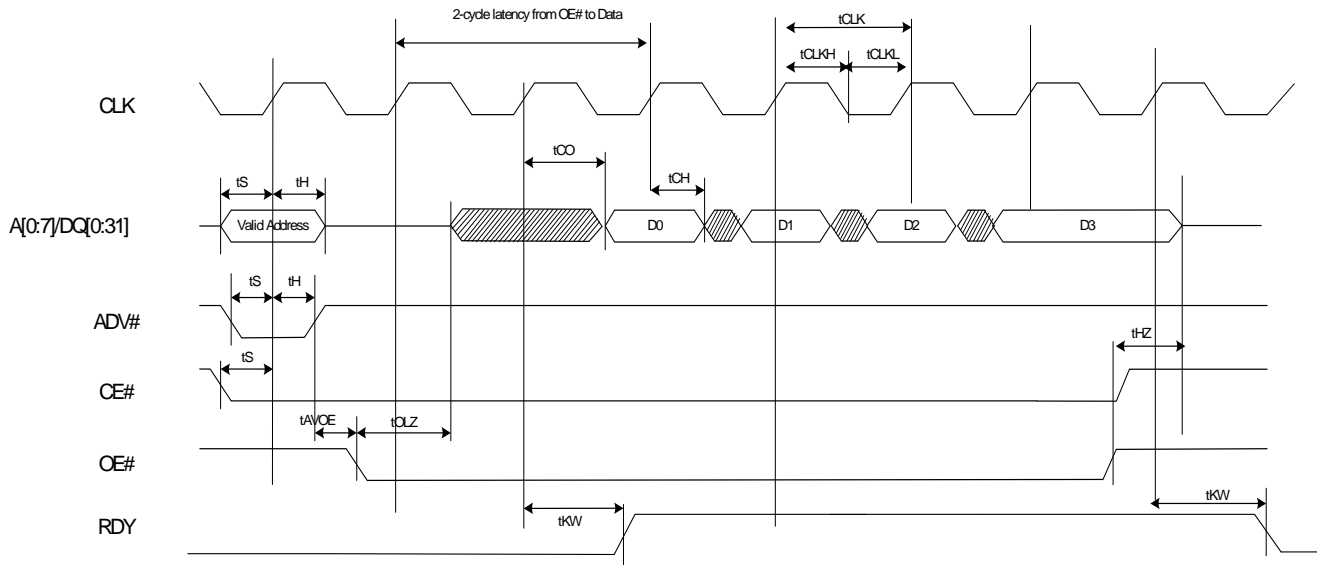 2-cycle latency from OE# to Data
tCLK
tCLKH
tCLKL
CLK
tCO
tS
tH
tCH
A[0:7]/DQ[0:31]
Valid Address
D0
D1
D2
D3
tS
tH
ADV#
tHZ
tS
CE#
tAVOE
tOLZ
OE#
tKW
tKW
RDY